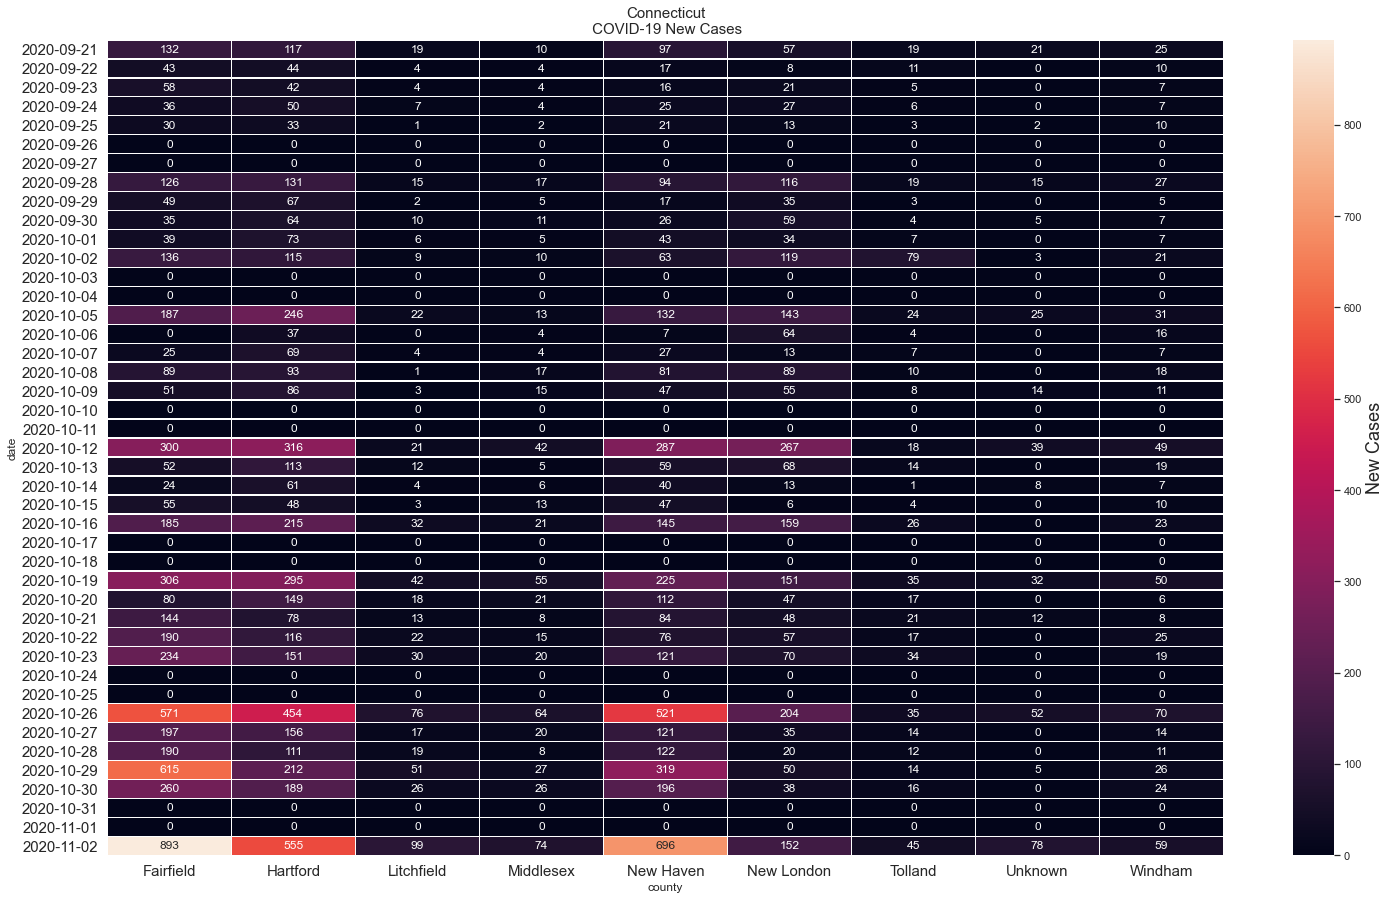 Connecticut
COVID-19 New Cases
2020-09-21 132 117 19 10 97 57 19 21 25
2020-09-22 43 44 4 4 17 8 11 0 10
2020-09-23 58 42 4 4 16 21 5 0 7
2020-09-24 36 50 7 4 25 27 6 0 7
2020-09-25 30 33 1 2 21 13 3 2 10
2020-09-26 0 0 0 0 0 0 0 0 0
2020-09-27 0 0 0 0 0 0 0 0 0
2020-09-28 126 131 15 17 94 116 19 15 27
2020-09-29 49 67 2 5 17 35 3 0 5
2020-09-30 35 64 10 11 26 59 4 5 7
2020-10-01 39 73 6 5 43 34 7 0 7
2020-10-02 136 115 9 10 63 119 79 3 21
2020-10-03 0 0 0 0 0 0 0 0 0
2020-10-04 0 0 0 0 0 0 0 0 0
2020-10-05 187 246 22 13 132 143 24 25 31
2020-10-06 0 37 0 4 7 64 4 0 16
2020-10-07 25 69 4 4 27 13 7 0 7
2020-10-08 89 93 1 17 81 89 10 0 18
2020-10-09 51 86 3 15 47 55 8 14 11
2020-10-10 0 0 0 0 0 0 0 0 0
2020-10-11 0 0 0 0 0 0 0 0 0
2020-10-12 300 316 21 42 287 267 18 39 49
2020-10-13 52 113 12 5 59 68 14 0 19
2020-10-14 24 61 4 6 40 13 1 8 7
2020-10-15 55 48 3 13 47 6 4 0 10
2020-10-16 185 215 32 21 145 159 26 0 23
2020-10-17 0 0 0 0 0 0 0 0 0
2020-10-18 0 0 0 0 0 0 0 0 0
2020-10-19 306 295 42 55 225 151 35 32 50
2020-10-20 80 149 18 21 112 47 17 0 6
2020-10-21 144 78 13 8 84 48 21 12 8
2020-10-22 190 116 22 15 76 57 17 0 25
2020-10-23 234 151 30 20 121 70 34 0 19
2020-10-24 0 0 0 0 0 0 0 0 0
2020-10-25 0 0 0 0 0 0 0 0 0
2020-10-26 571 454 76 64 521 204 35 52 70
2020-10-27 197 156 17 20 121 35 14 0 14
2020-10-28 190 111 19 8 122 20 12 0 11
2020-10-29 615 212 51 27 319 50 14 5 26
2020-10-30 260 189 26 26 196 38 16 0 24
2020-10-31 0 0 0 0 0 0 0 0 0
2020-11-01 0 0 0 0 0 0 0 0 0
2020-11-02 893 555 99 74 696 152 45 78 59
Fairfield Hartford Litchfield Middlesex New Haven New London Tolland Unknown Windham
county
date
800
700
600
500
400
300
200
100
0
New Cases